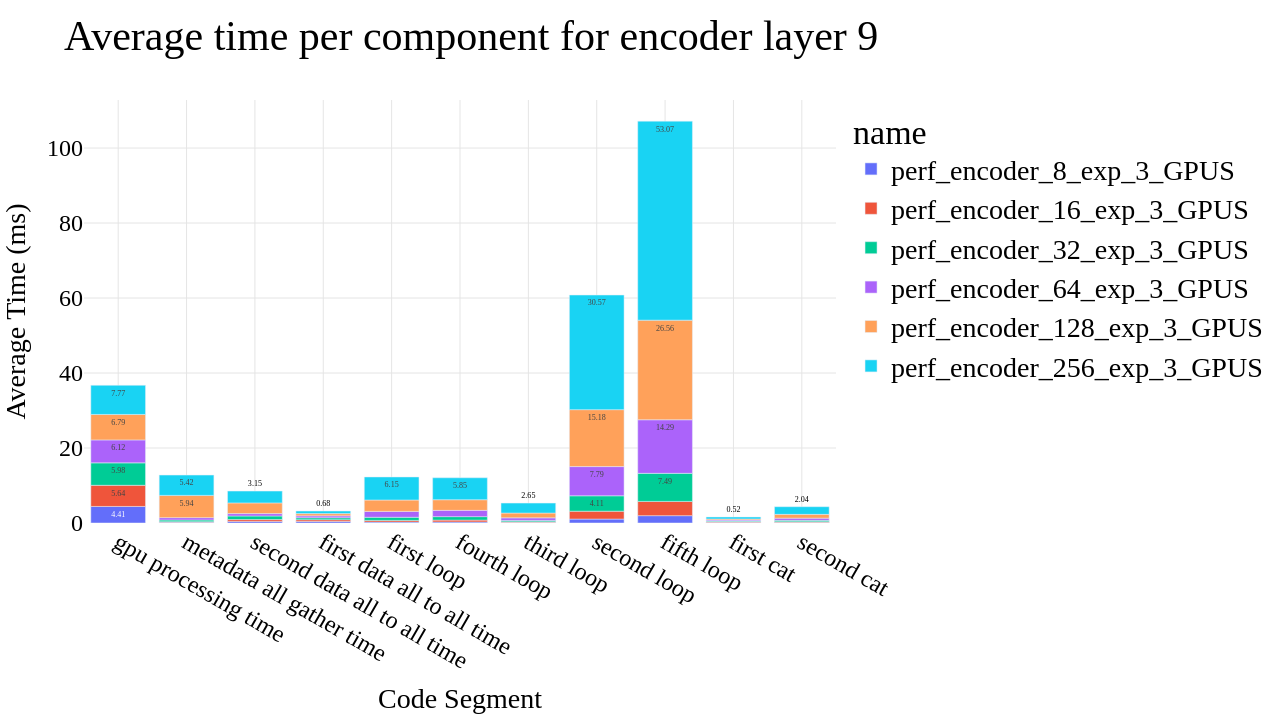 Average time per component for encoder layer 9
Average Time (ms)
100
80
60
40
20
0
7.77
6.79
6.12
5.98
5.64
4.41
5.42
5.94
3.15
0.68
6.15
5.85
2.65
30.57
15.18
7.79
4.11
53.07
26.56
14.29
7.49
0.52
2.04
gpu processing time
metadata all gather time
second data all to all time
first data all to all time
first loop
fourth loop
third loop
second loop
fifth loop
first cat
second cat
Code Segment
name
perf_encoder_8_exp_3_GPUS
perf_encoder_16_exp_3_GPUS
perf_encoder_32_exp_3_GPUS
perf_encoder_64_exp_3_GPUS
perf_encoder_128_exp_3_GPUS
perf_encoder_256_exp_3_GPUS